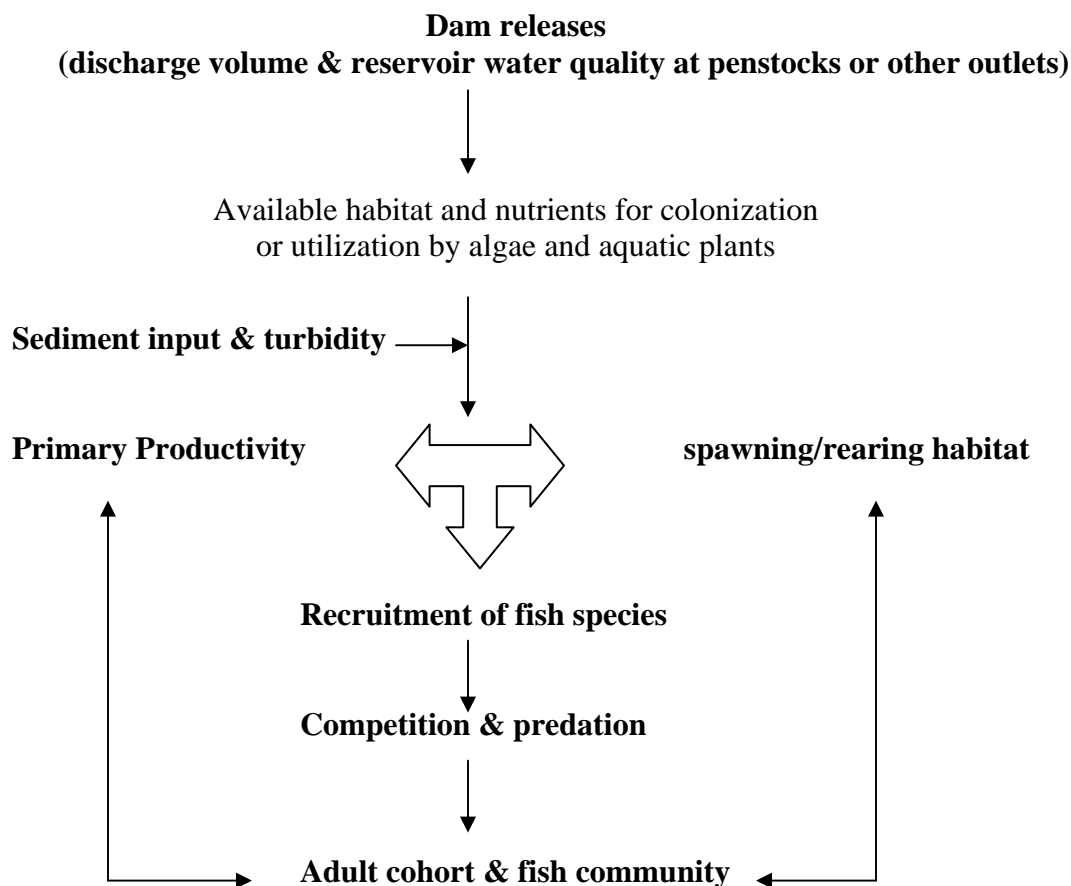 Dam releases
(discharge volume & reservoir water quality at penstocks or other outlets)
Available habitat and nutrients for colonization
or utilization by algae and aquatic plants
Sediment input & turbidity
Primary Productivity
spawning/rearing habitat
Recruitment of fish species
Competition & predation
Adult cohort & fish community